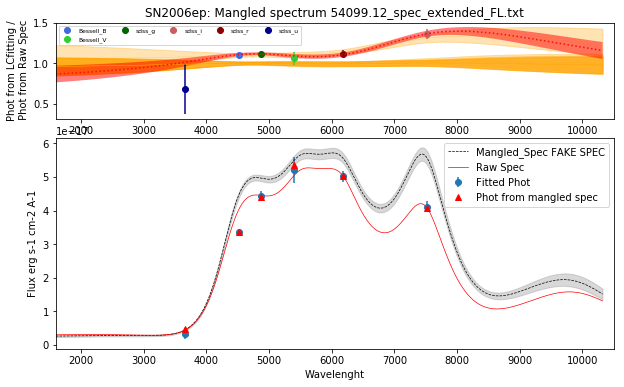 SN2006ep: Mangled spectrum 54099.12_spec_extended_FL.txt
Phot from LCfitting /
Phot from Raw Spec
1.5
1.0
0.5
Bessell_B
Bessell_V
sdss_g
sdss_i
sdss_r
sdss_u
2000 3000 4000 5000 6000 7000 8000 9000 10000
1e−17
Flux erg s-1 cm-2 A-1
6
5
4
3
2
1
0
Mangled_Spec FAKE SPEC
Raw Spec
Fitted Phot
Phot from mangled spec
2000 3000 4000 5000 6000 7000 8000 9000 10000
Wavelenght